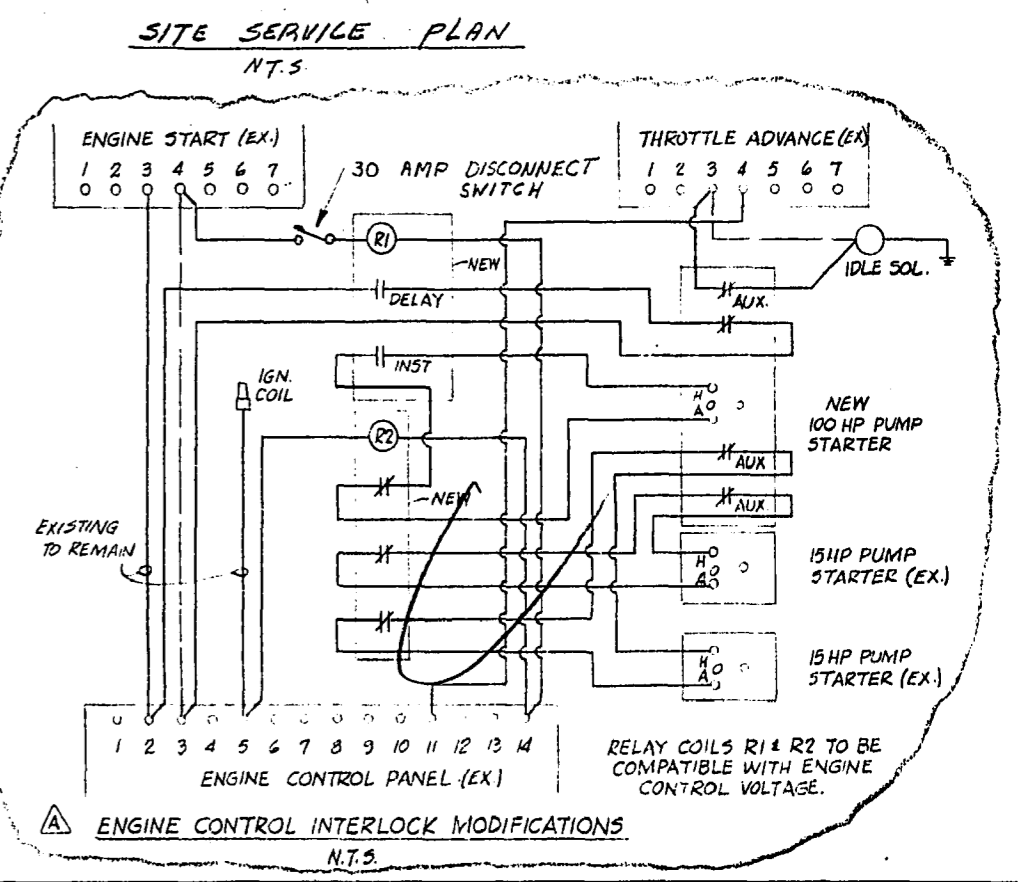 SITE SERVICE PLAN
N.T.S.
ENGINE START (EX.)
1 2 3 4 5 6 7
30 AMP DISCONNECT
SWITCH
THROTTLE ADVANCE (EX)
1 2 3 4 5 6 7
R1
NEW
IDLE SOL.
DELAY
AUX.
INST
IGN.
COIL
H
A
NEW
100 HP PUMP
STARTER
R2
AUX
NEW
AUX.
EXISTING
TO REMAIN
H
A
15 HP PUMP
STARTER (EX.)
H
A
15 HP PUMP
STARTER (EX.)
1 2 3 4 5 6 7 8 9 10 11 12 13 14
ENGINE CONTROL PANEL (EX.)
RELAY COILS R1 & R2 TO BE
COMPATIBLE WITH ENGINE
CONTROL VOLTAGE.
A ENGINE CONTROL INTERLOCK MODIFICATIONS
N.T.S.